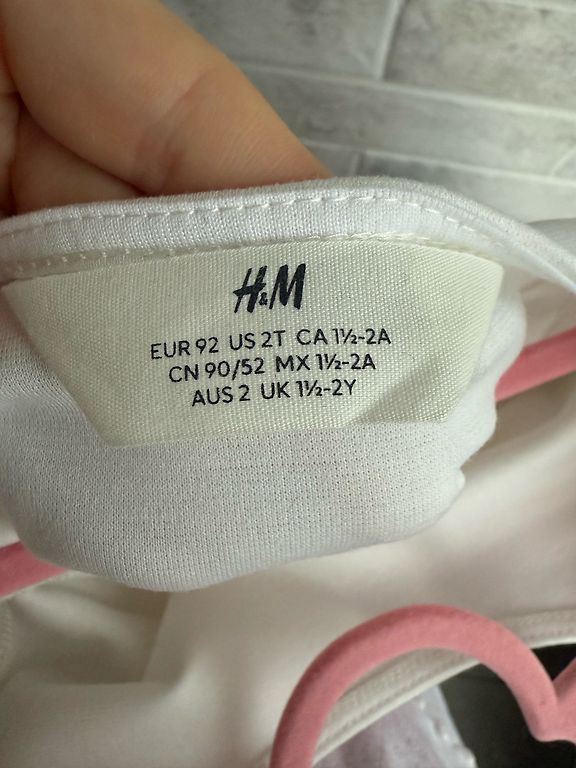 H&M
EUR 92 US 2T CA 1½-2A
CN 90/52 MX 1½-2A
AUS 2 UK 1½-2Y